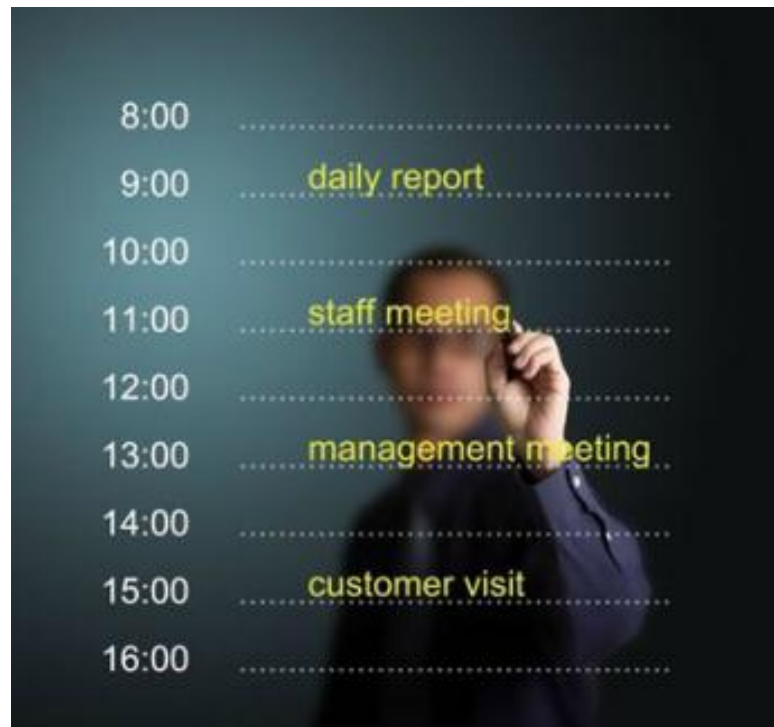 8:00
9:00 daily report
10:00
11:00 staff meeting
12:00
13:00 management meeting
14:00
15:00 customer visit
16:00